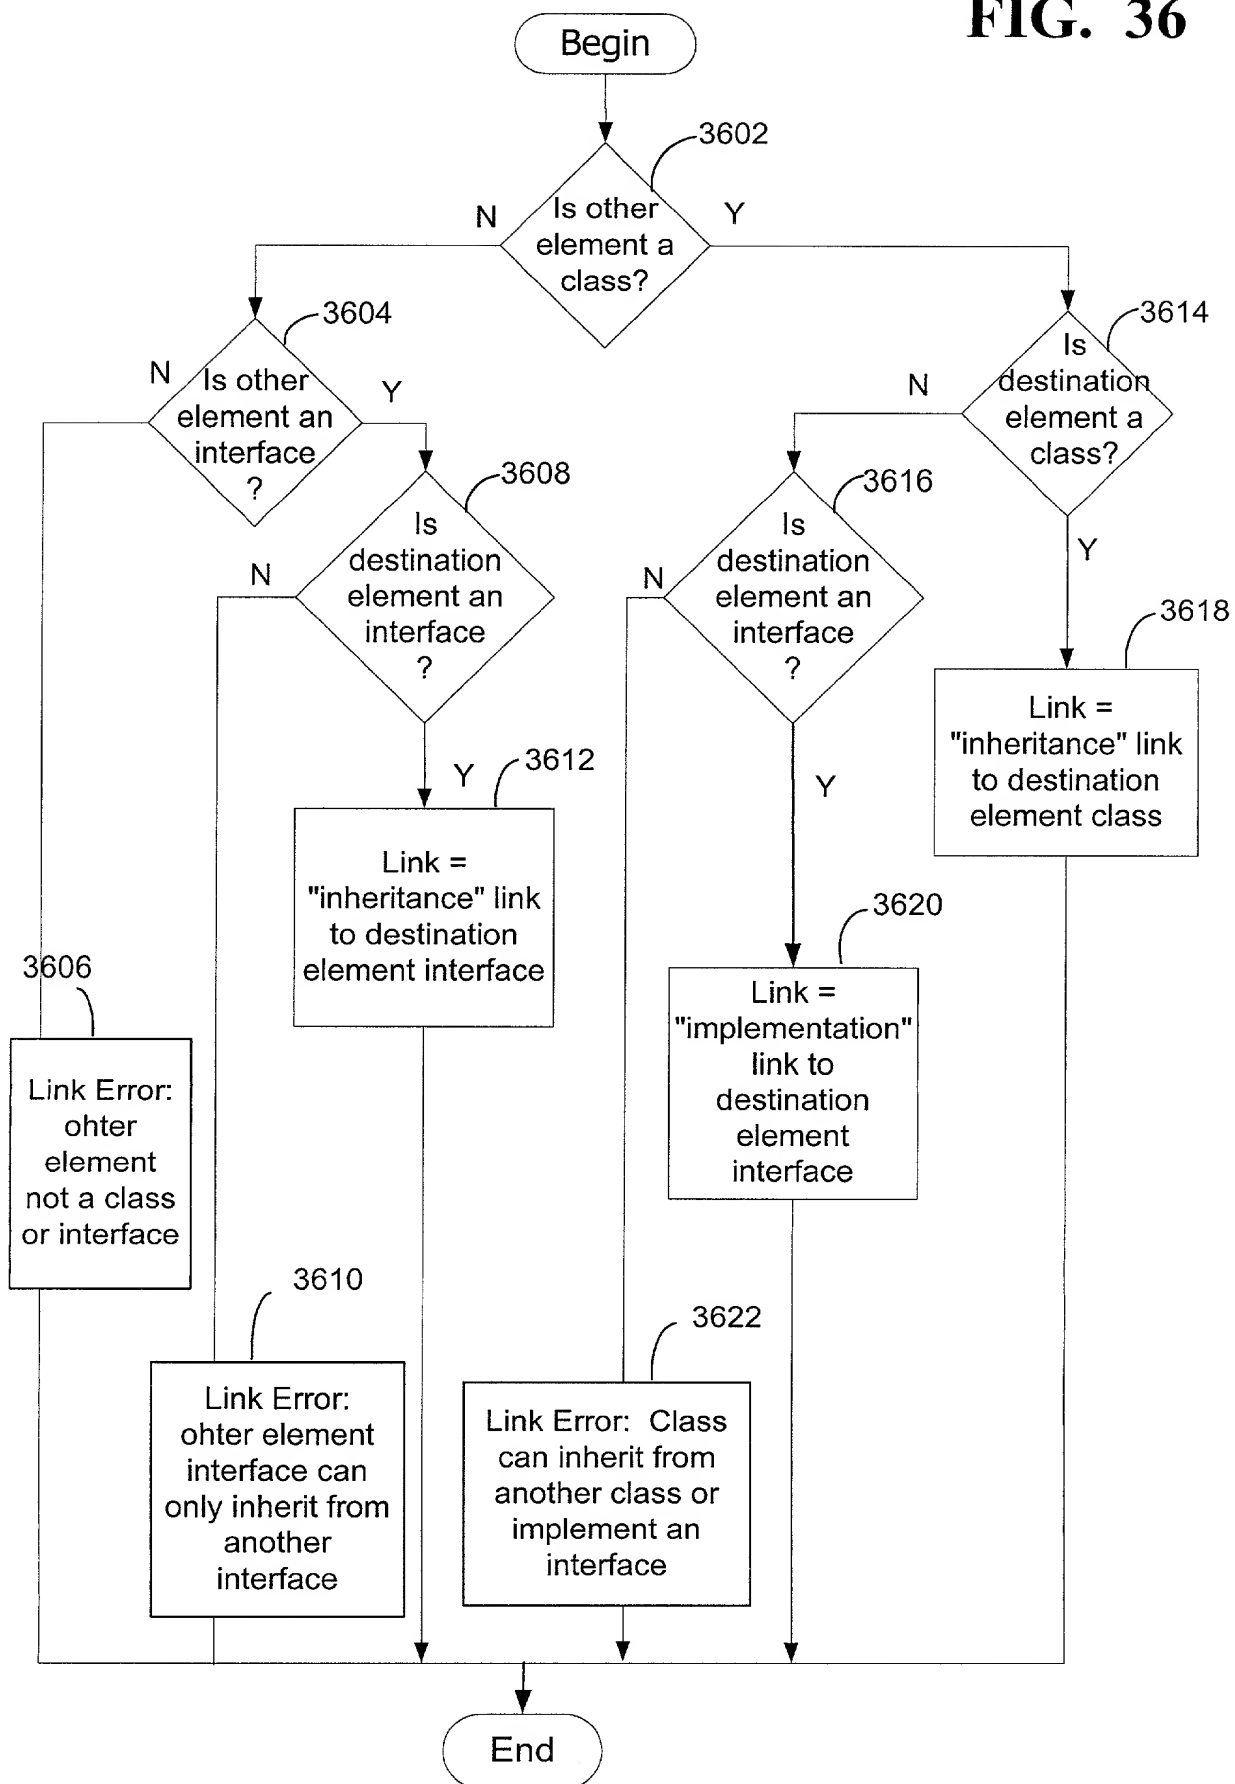 FIG. 36
Begin
3602
N
Y
Is other
element a
class?
3604
3614
N
Is other
element an
interface
?
Y
N
Is
destination
element a
class?
3608
3616
Y
N
Is
destination
element an
interface
?
N
Is
destination
element an
interface
?
3618
Link =
"inheritance" link
to destination
element class
Y
3612
Y
Link =
"inheritance" link
to destination
element interface
3620
Link =
"implementation"
link to
destination
element
interface
3606
Link Error:
ohter
element
not a class
or interface
3610
3622
Link Error:
ohter element
interface can
only inherit from
another
interface
Link Error: Class
can inherit from
another class or
implement an
interface
End